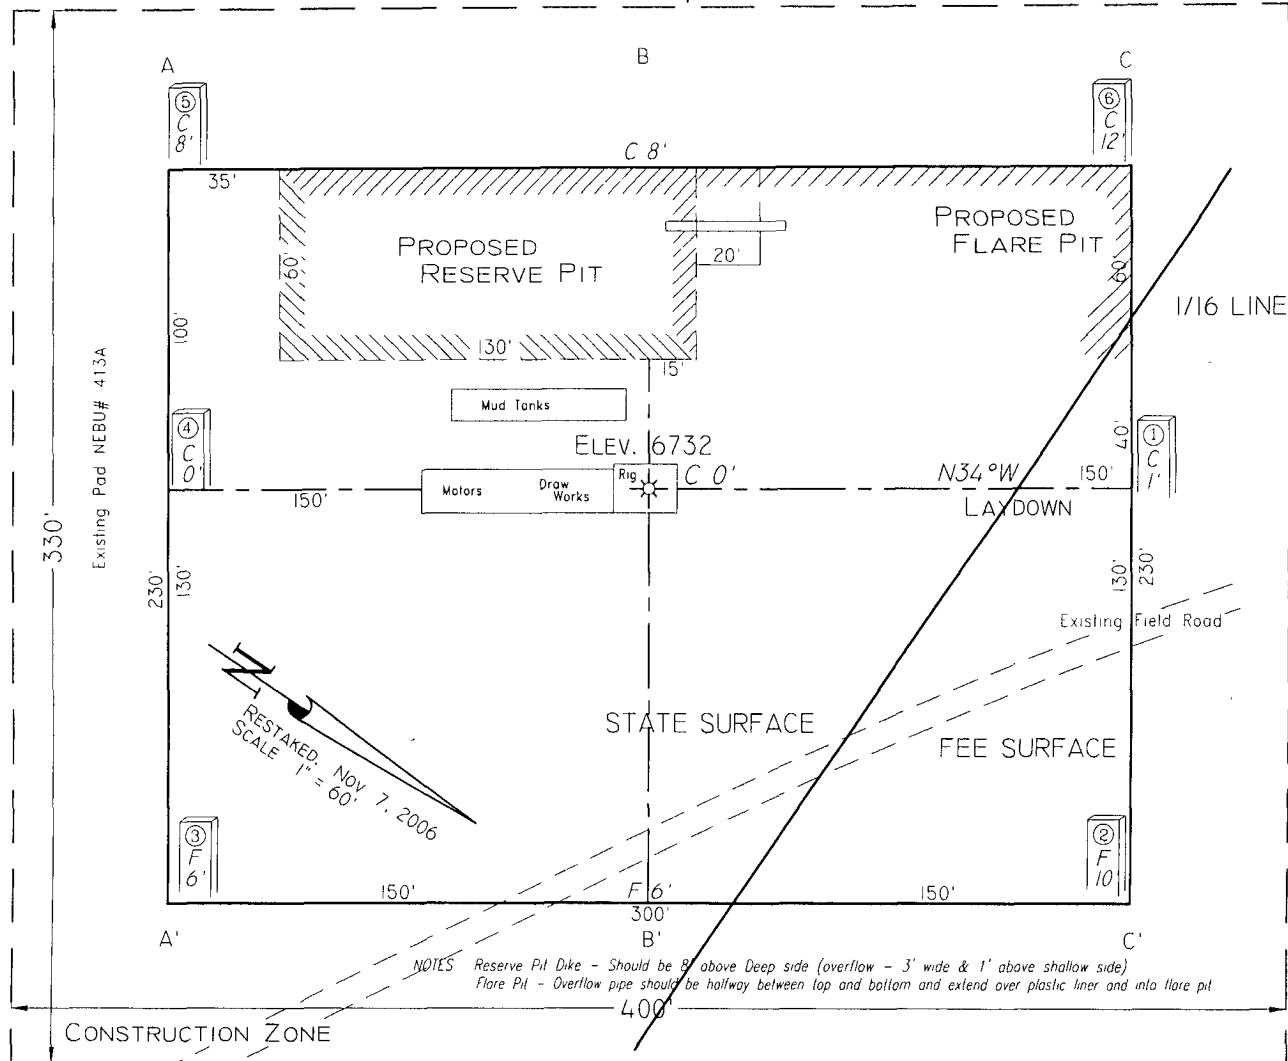 A
B
C
⑤
C
8'
⑥
C
12'
C 8'
35'
PROPOSED
RESERVE PIT
60'
20'
PROPOSED
FLARE PIT
60'
1/16 LINE
100'
130'
15'
Existing Pad NEBU# 413A
Mud Tanks
④
C
0'
ELEV. 6732
40'
①
C
1'
Motors
Draw
Works
Rig
C 0'
N34°W
150'
150'
LAYDOWN
330'
230'
130'
130'
230'
Existing Field Road
N
RESTAKED, NOV 7, 2006
SCALE 1" = 60'
STATE SURFACE
FEE SURFACE
③
F
6'
②
F
10'
150'
F 6'
150'
300'
A'
B'
C'
NOTES Reserve Pit Dike - Should be 8' above Deep side (overflow - 3' wide & 1' above shallow side)
Flare Pit - Overflow pipe should be halfway between top and bottom and extend over plastic liner and into flare pit
400'
CONSTRUCTION ZONE